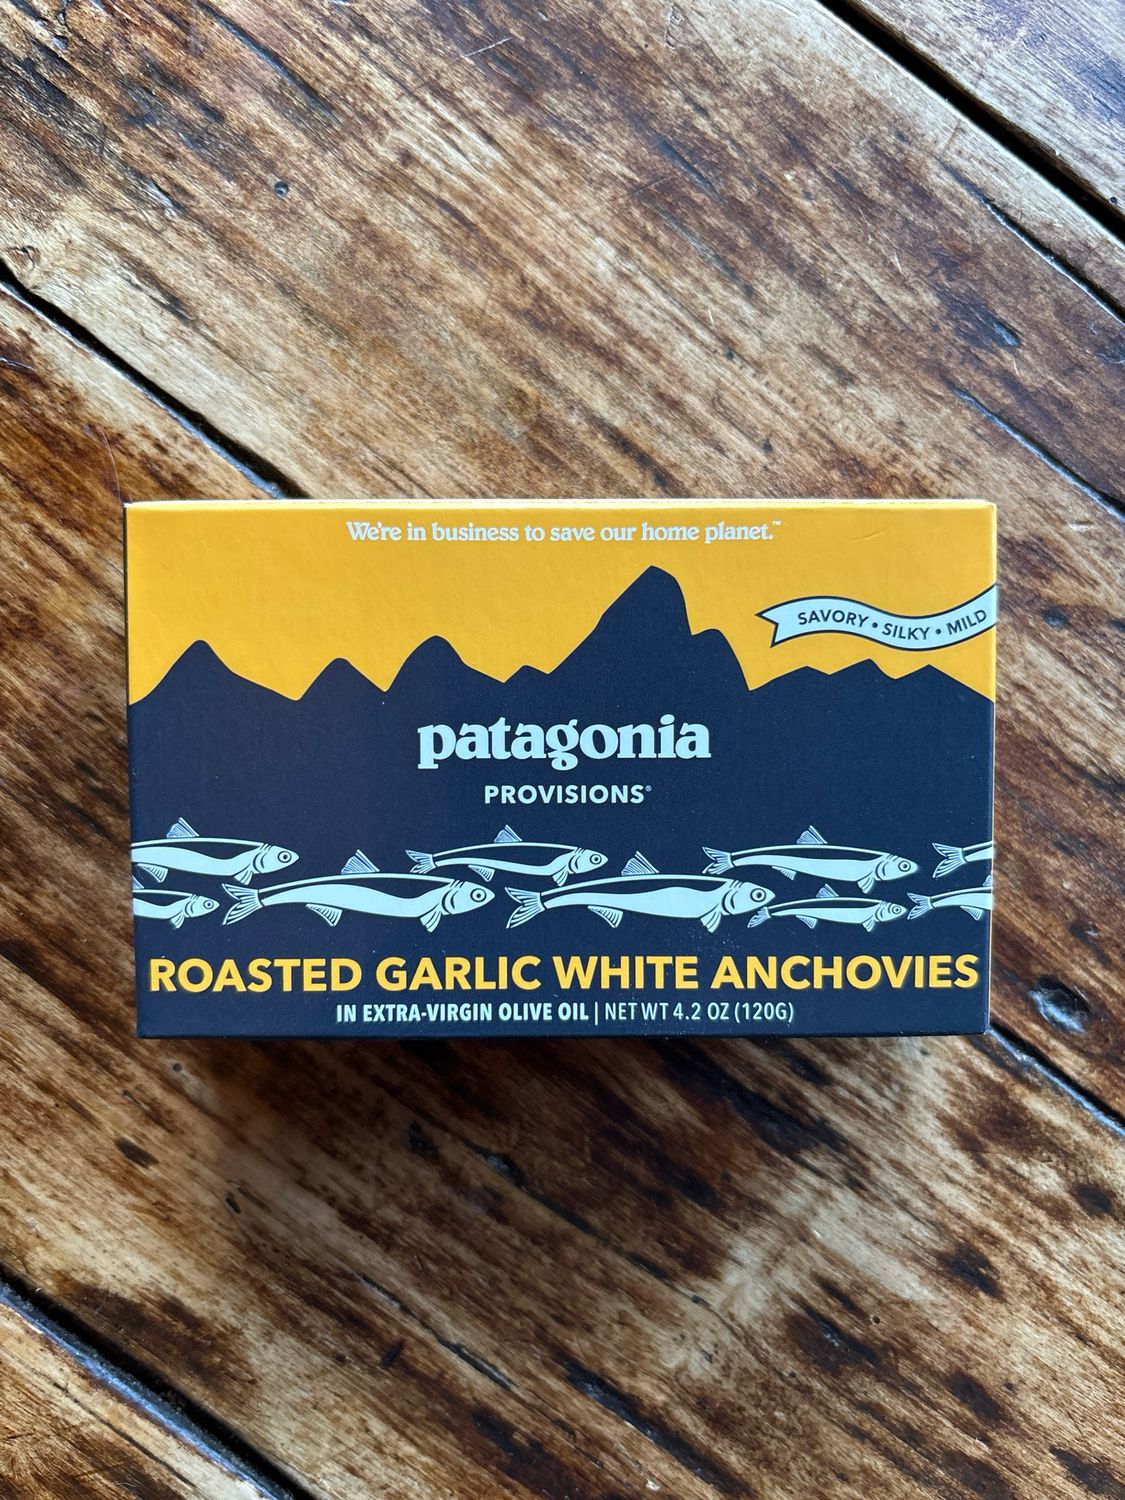 We're in business to save our home planet.™
SAVORY • SILKY • MILD
patagonia
PROVISIONS®
ROASTED GARLIC WHITE ANCHOVIES
IN EXTRA-VIRGIN OLIVE OIL | NET WT 4.2 OZ (120G)